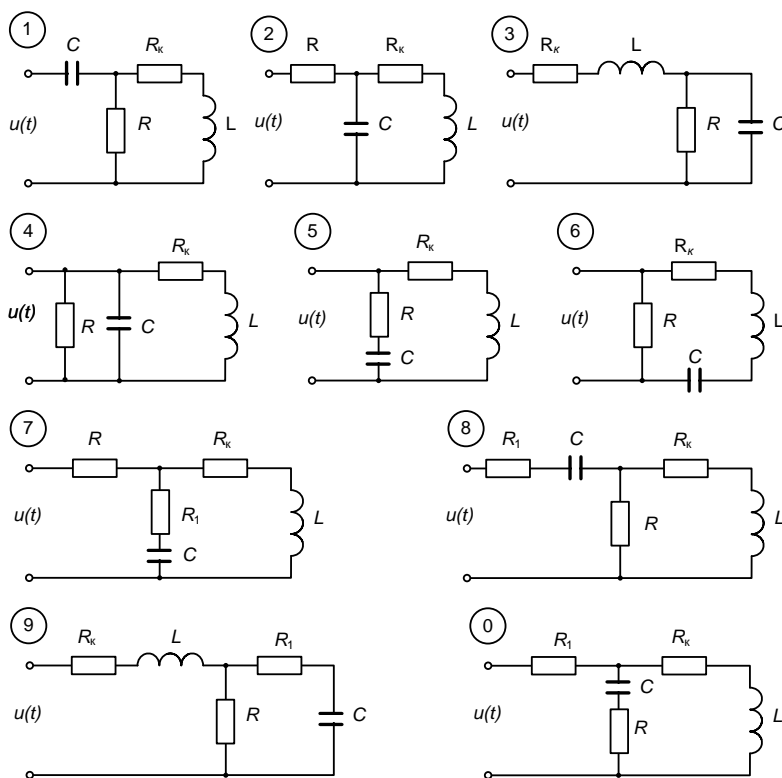 1 C Rк
u(t) R L
2 R Rк
u(t) C L
3 Rк L
u(t) R C
4 Rк
u(t) R C L
5 Rк
u(t) R L
C
6 Rк
u(t) R L
C
7 R Rк
u(t) R1 L
C
8 R1 C Rк
u(t) R L
9 Rк L R1
u(t) R C
0 R1 Rк
u(t) C L
R